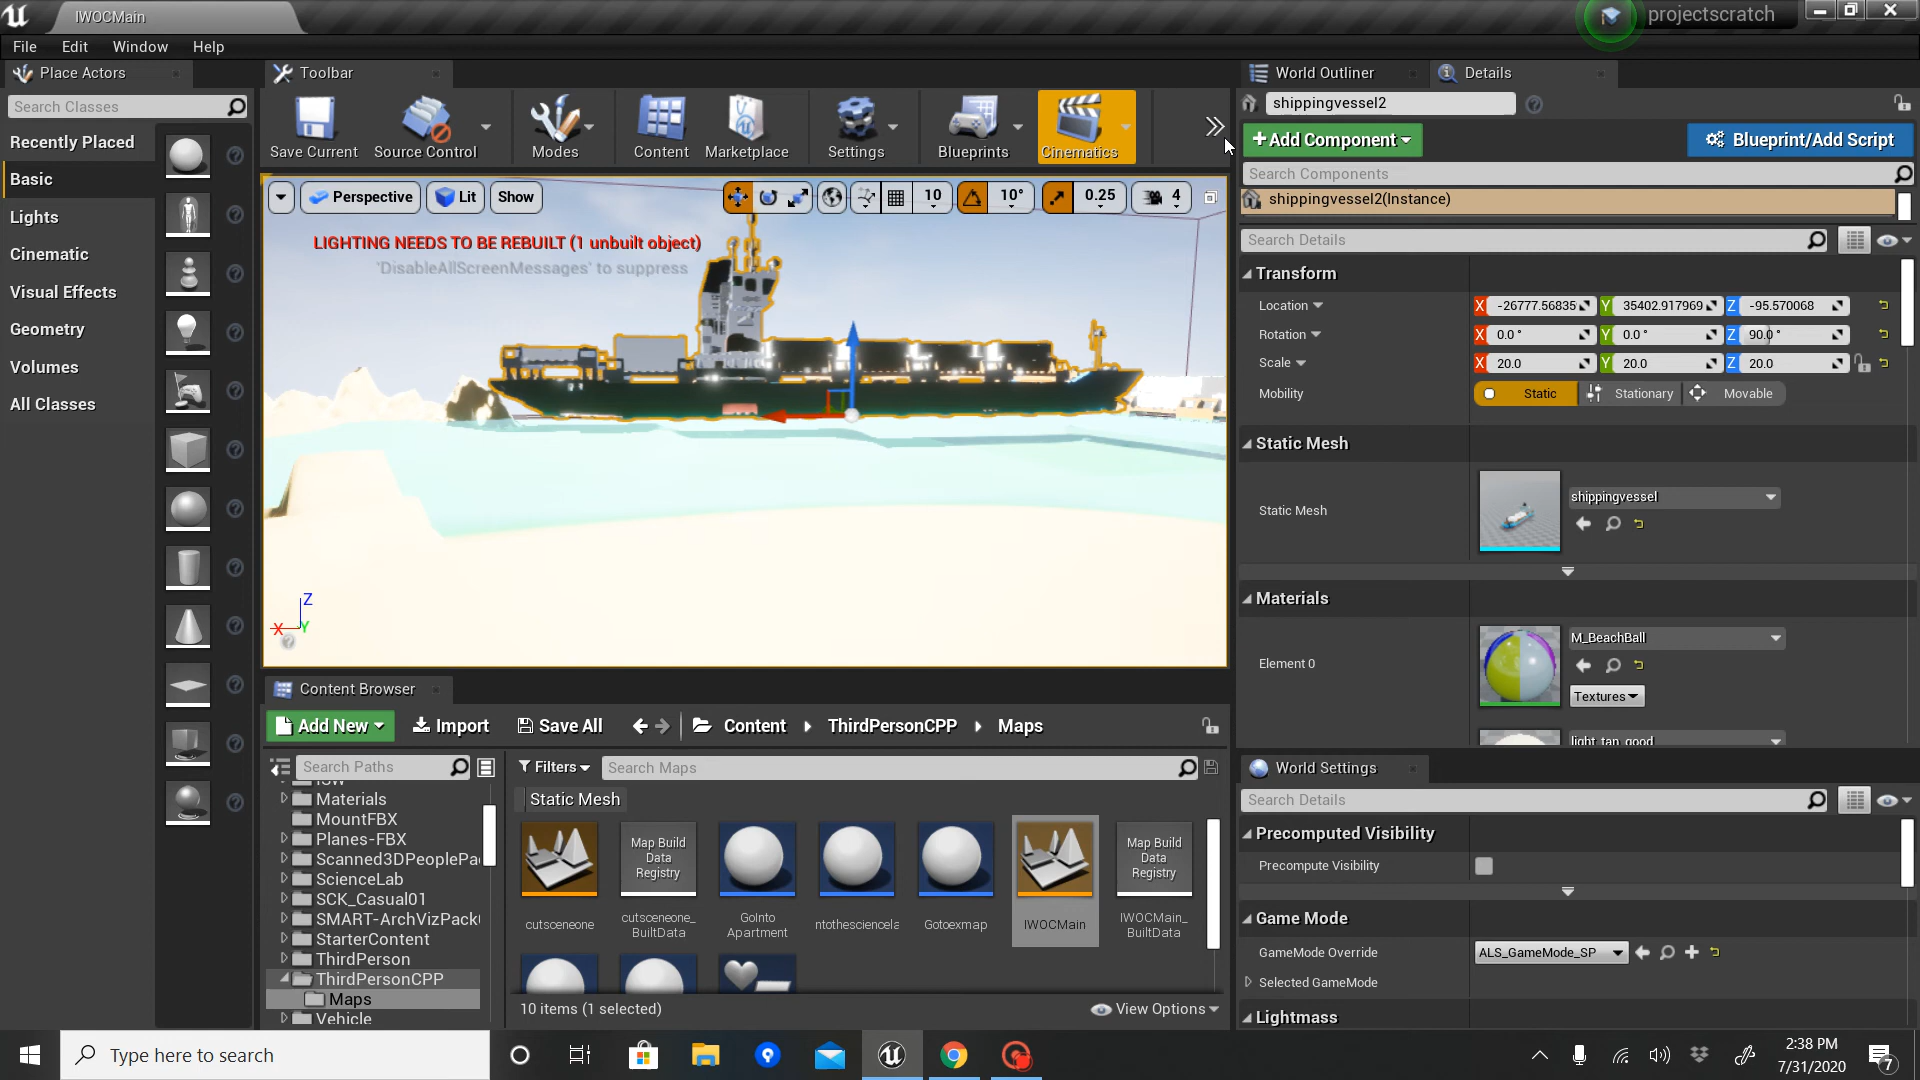 IWOCMain
projectscratch
File Edit Window Help
Place Actors
Toolbar
World Outliner
Details
Search Classes
Recently Placed
Basic
Lights
Cinematic
Visual Effects
Geometry
Volumes
All Classes
Save Current
Source Control
Modes
Content
Marketplace
Settings
Blueprints
Cinematics
Perspective
Lit
Show
10
10°
0.25
4
LIGHTING NEEDS TO BE REBUILT (1 unbuilt object)
'DisableAllScreenMessages' to suppress
Z
X Y
shippingvessel2
+Add Component
Blueprint/Add Script
Search Components
shippingvessel2(Instance)
Search Details
Transform
Location X -26777.56835 Y 35402.917969 Z -95.570068
Rotation X 0.0 ° Y 0.0 ° Z 90.0 °
Scale X 20.0 Y 20.0 Z 20.0
Mobility Static Stationary Movable
Static Mesh
Static Mesh shippingvessel
Materials
Element 0 M_BeachBall
Textures
light_tan_good
Content Browser
Add New
Import
Save All
Content ThirdPersonCPP Maps
Search Paths
Filters
Search Maps
Materials
MountFBX
Planes-FBX
Scanned3DPeoplePa
ScienceLab
SCK_Casual01
SMART-ArchVizPack
StarterContent
ThirdPerson
ThirdPersonCPP
Maps
Vehicle
Static Mesh
Map Build
Data
Registry
Map Build
Data
Registry
cutsceneone
cutsceneone_
BuiltData
GoInto
Apartment
ntothesciencela
Gotoexmap
IWOCMain
IWOCMain_
BuiltData
10 items (1 selected)
View Options
World Settings
Search Details
Precomputed Visibility
Precompute Visibility
Game Mode
GameMode Override ALS_GameMode_SP
Selected GameMode
Lightmass
Type here to search
2:38 PM
7/31/2020
7